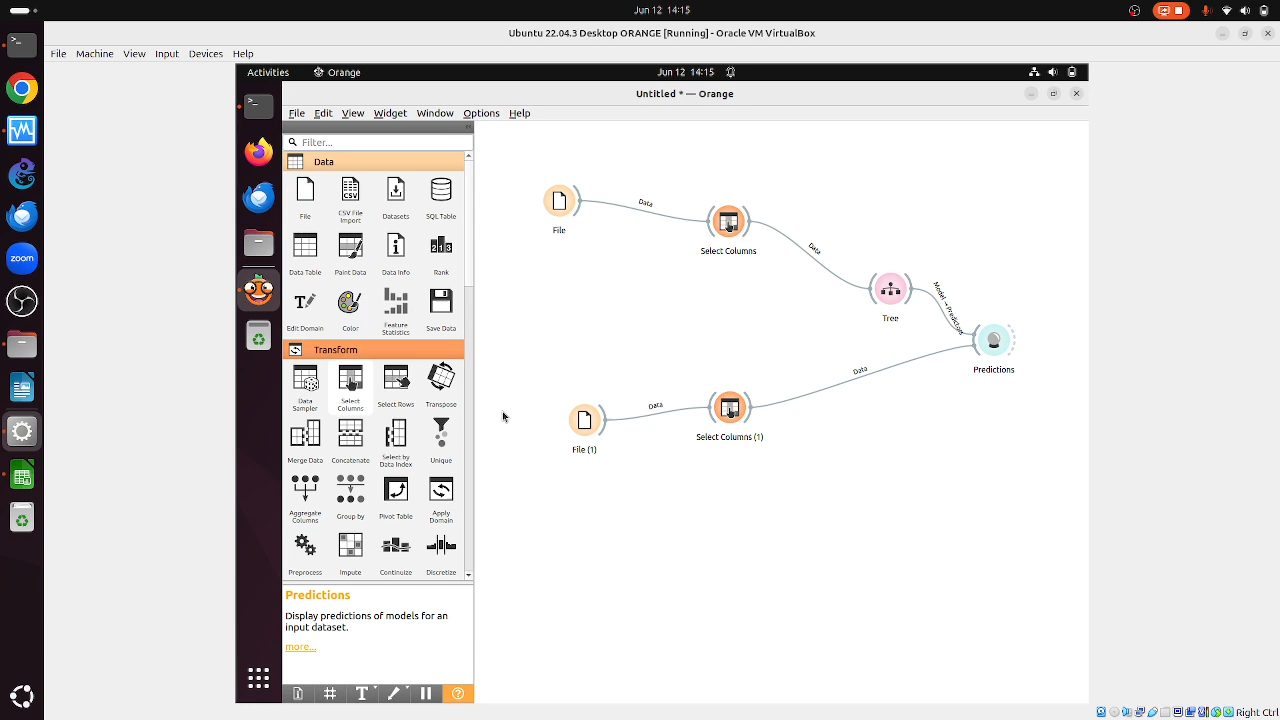 Jun 12 14:15
Ubuntu 22.04.3 Desktop ORANGE [Running] - Oracle VM VirtualBox
File Machine View Input Devices Help
Activities Orange Jun 12 14:15
Untitled * — Orange
File Edit View Widget Window Options Help
Filter...
Data
File
CSV File
Import
Datasets
SQL Table
Data Table
Paint Data
Data Info
Rank
Edit Domain
Color
Feature
Statistics
Save Data
Transform
Data
Sampler
Select
Columns
Select Rows
Transpose
Merge Data
Concatenate
Select by
Data Index
Unique
Aggregate
Columns
Group by
Pivot Table
Apply
Domain
Preprocess
Impute
Continuize
Discretize
Predictions
Display predictions of models for an
input dataset.
more...
File
Data
Select Columns
Data
Tree
Model → Predictors
Predictions
File (1)
Data
Select Columns (1)
Data
zoom
Right Ctrl